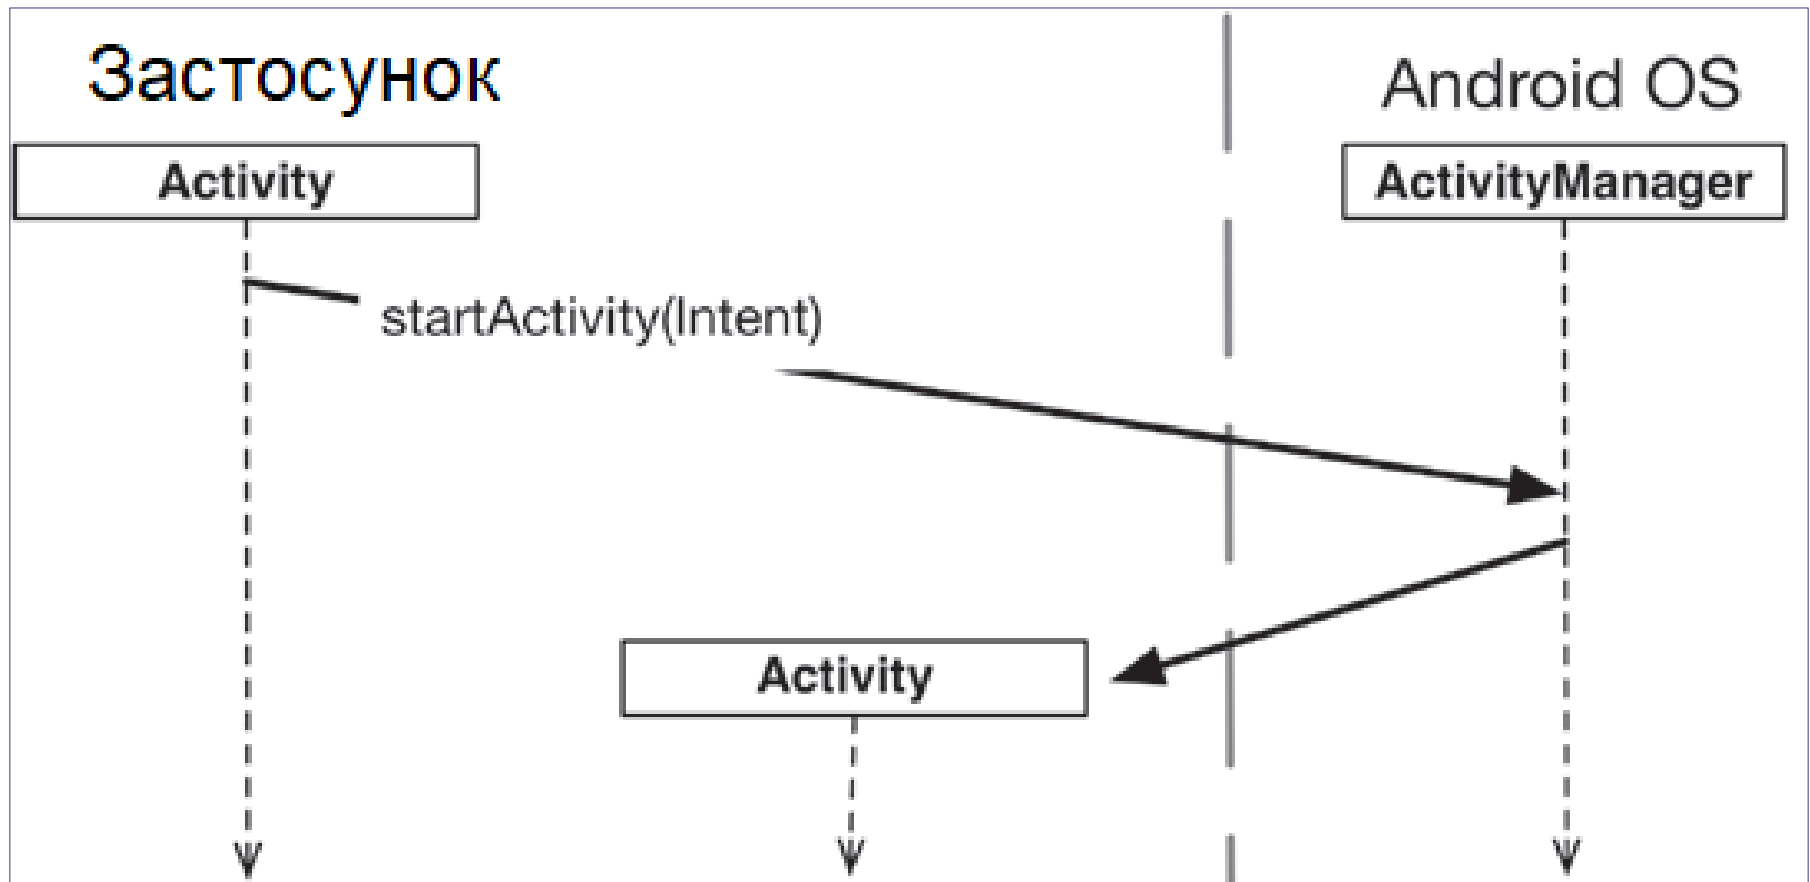 Застосунок
Android OS
Activity
ActivityManager
startActivity(Intent)
Activity